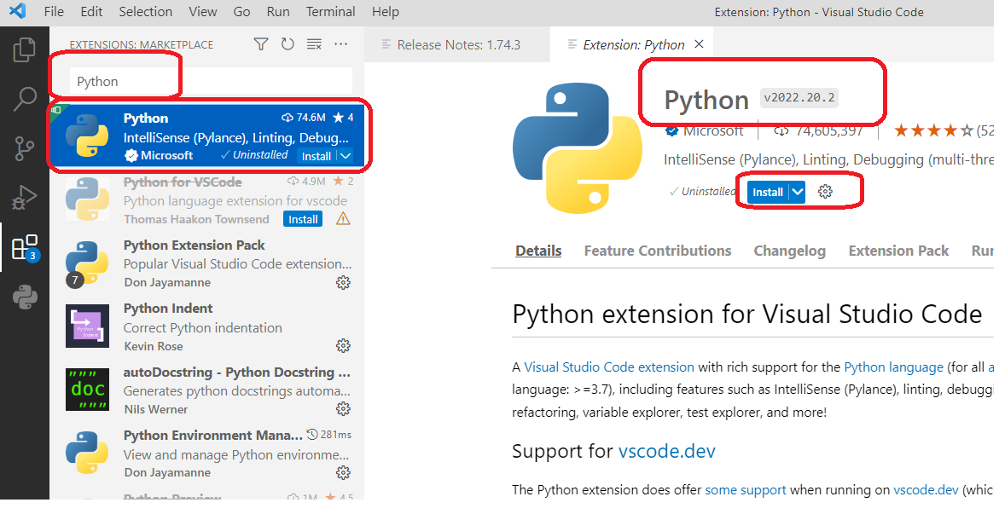 File Edit Selection View Go Run Terminal Help
Extension: Python - Visual Studio Code
EXTENSIONS: MARKETPLACE
Python
Python 74.6M 4
IntelliSense (Pylance), Linting, Debug...
Microsoft Uninstalled Install
Python for VSCode 4.9M 2
Python language extension for vscode
Thomas Haakon Townsend Install
Python Extension Pack
Popular Visual Studio Code extension...
7
Don Jayamanne
Python Indent
Correct Python indentation
Python
Indent
Kevin Rose
autoDocstring - Python Docstring ...
"""
doc
"""
Generates python docstrings automa...
Nils Werner
Python Environment Mana... 281ms
View and manage Python environme...
Don Jayamanne
Python Preview 1M 4.5
3
Release Notes: 1.74.3
Extension: Python
Python v2022.20.2
Microsoft 74,605,397 (52
IntelliSense (Pylance), Linting, Debugging (multi-thre
Uninstalled Install
Details Feature Contributions Changelog Extension Pack Run
Python extension for Visual Studio Code
A Visual Studio Code extension with rich support for the Python language (for all a
language: >=3.7), including features such as IntelliSense (Pylance), linting, debuggi
refactoring, variable explorer, test explorer, and more!
Support for vscode.dev
The Python extension does offer some support when running on vscode.dev (whic